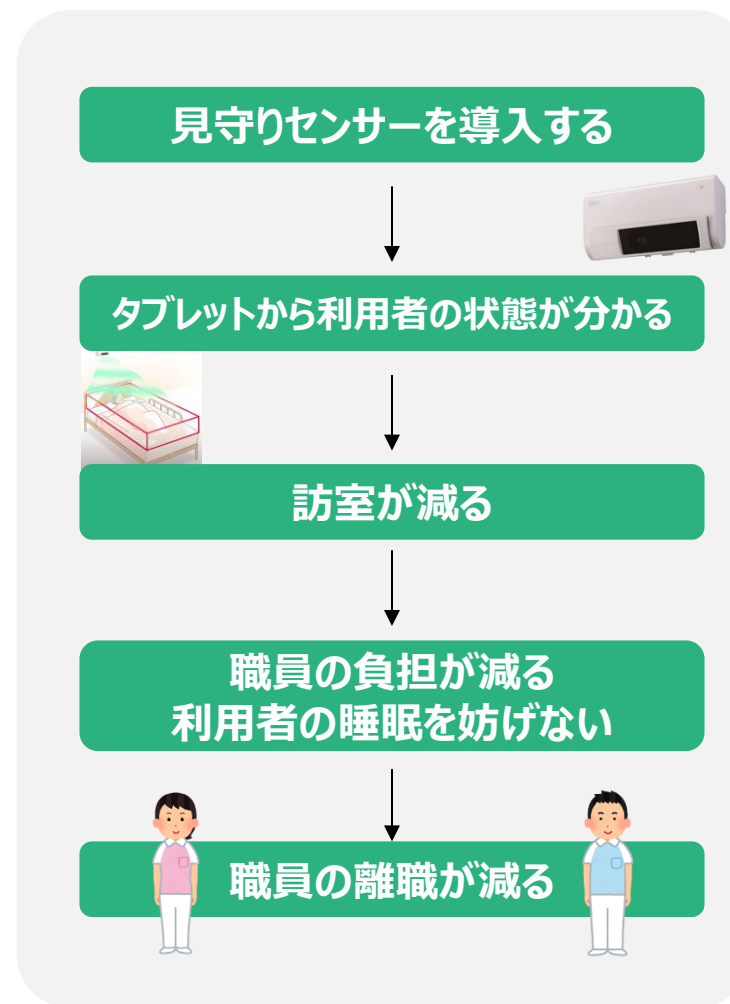 見守りセンサーを導入する
タブレットから利用者の状態が分かる
訪室が減る
職員の負担が減る
利用者の睡眠を妨げない
職員の離職が減る